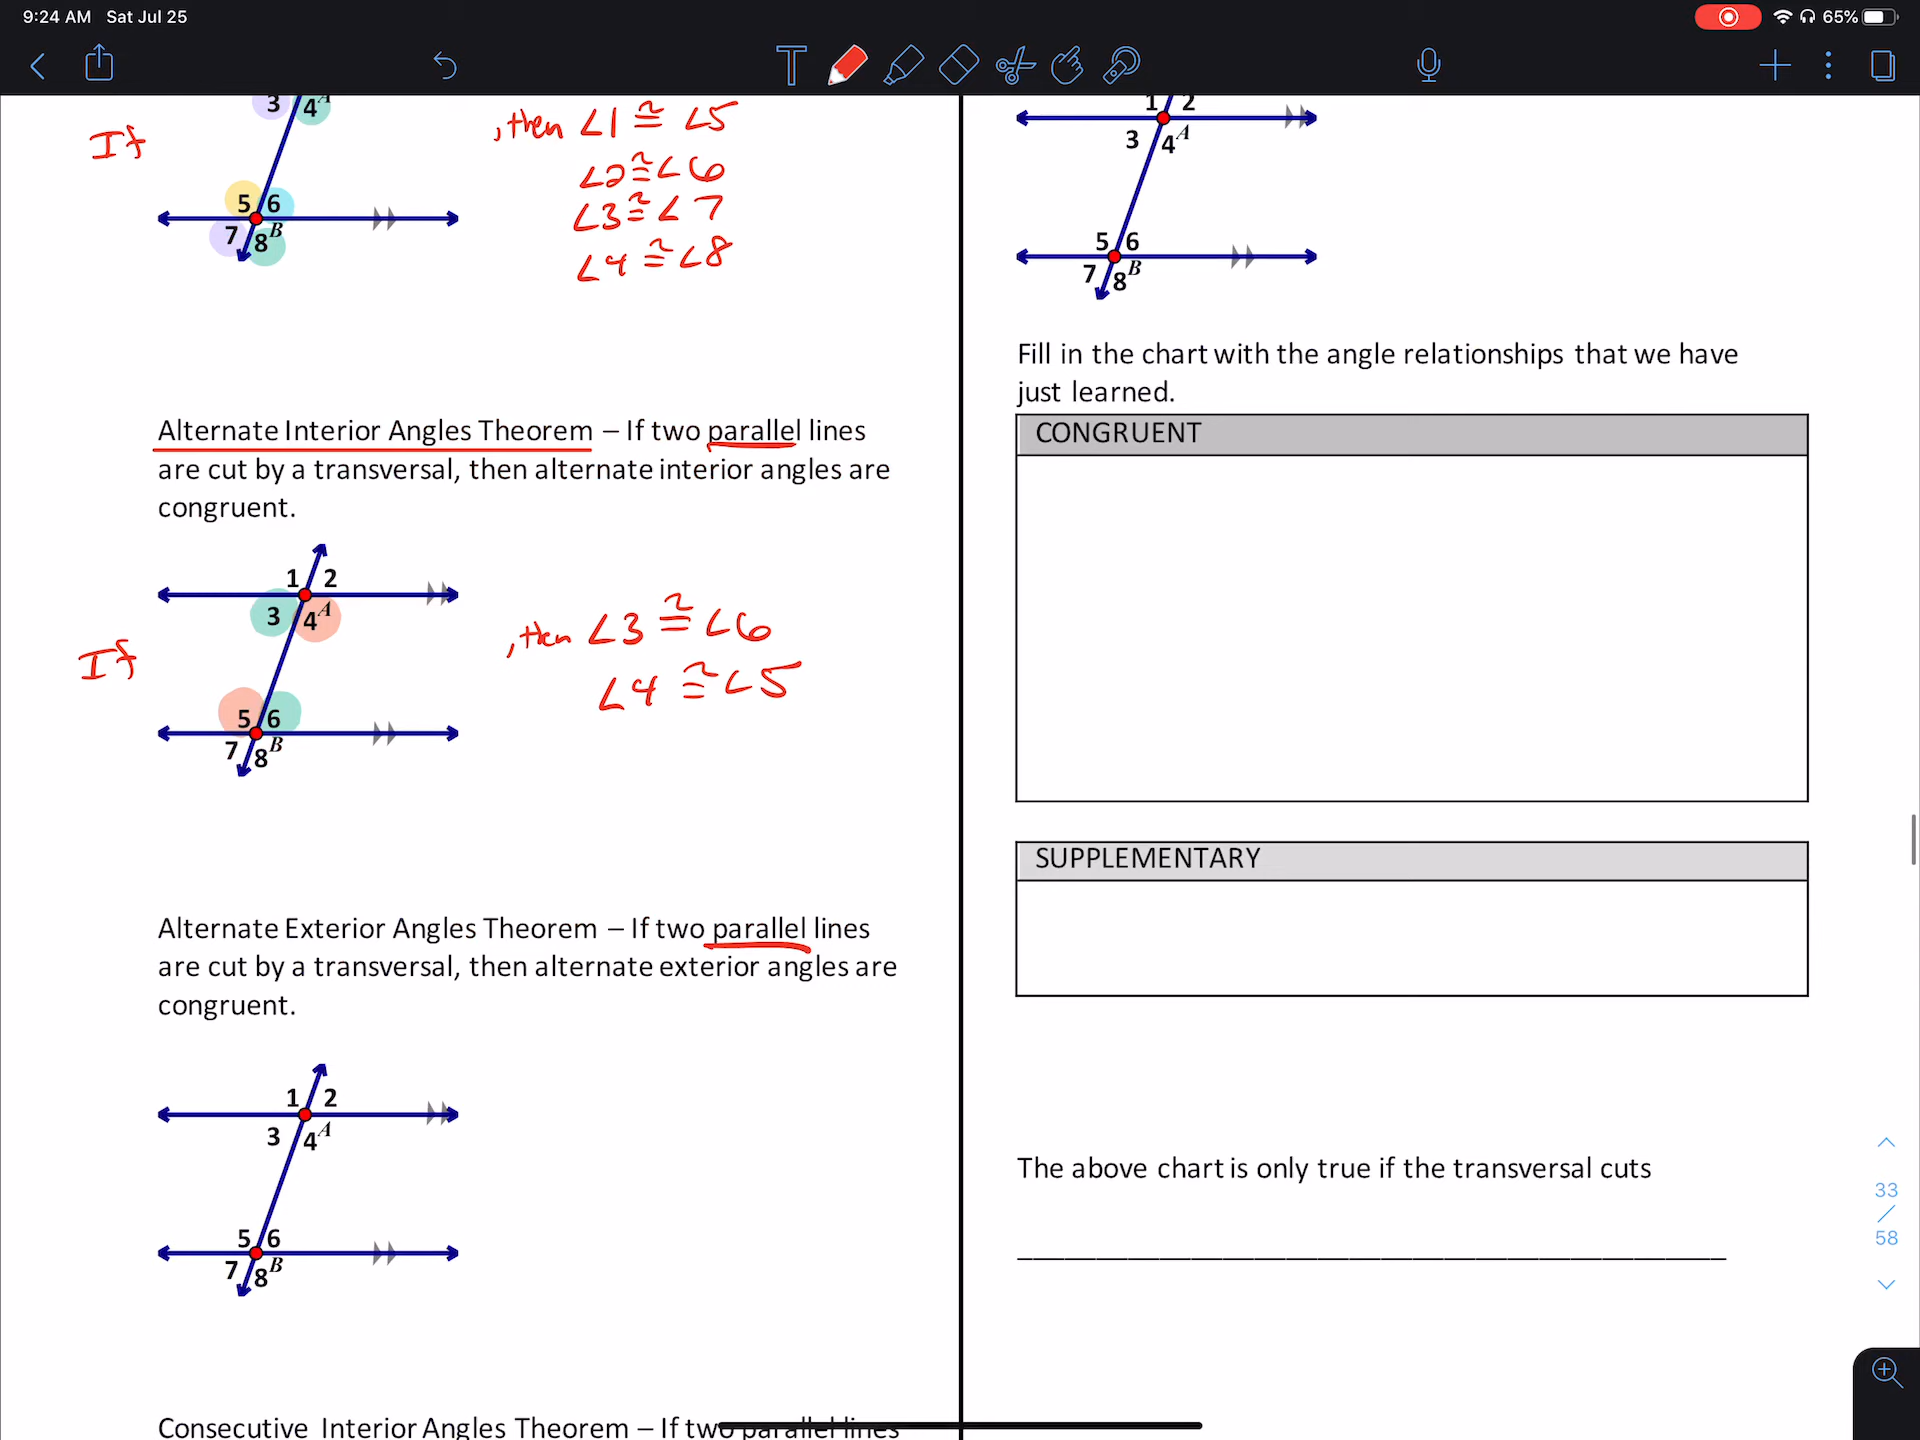 9:24 AM Sat Jul 25
65%
3 4 A
If
, then ∠1 ≅ ∠5
∠2 ≅ ∠6
∠3 ≅ ∠7
∠4 ≅ ∠8
5 6
7 8 B
Alternate Interior Angles Theorem – If two parallel lines
are cut by a transversal, then alternate interior angles are
congruent.
1 2
3 4 A
If
, then ∠3 ≅ ∠6
∠4 ≅ ∠5
5 6
7 8 B
Alternate Exterior Angles Theorem – If two parallel lines
are cut by a transversal, then alternate exterior angles are
congruent.
1 2
3 4 A
5 6
7 8 B
Consecutive Interior Angles Theorem – If two parallel lines
1 2
3 4 A
5 6
7 8 B
Fill in the chart with the angle relationships that we have
just learned.
CONGRUENT
SUPPLEMENTARY
The above chart is only true if the transversal cuts
33
/
58